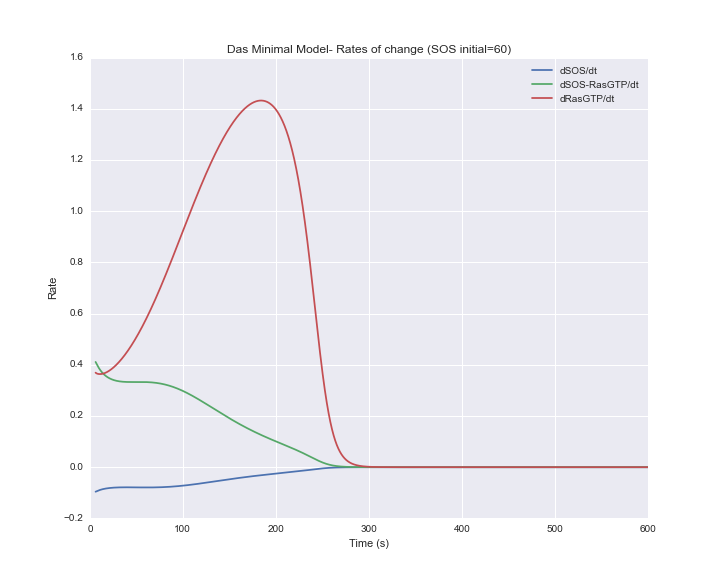 Das Minimal Model- Rates of change (SOS initial=60)
dSOS/dt
dSOS-RasGTP/dt
dRasGTP/dt
1.6
1.4
1.2
1.0
0.8
0.6
0.4
0.2
0.0
−0.2
Rate
0 100 200 300 400 500 600
Time (s)